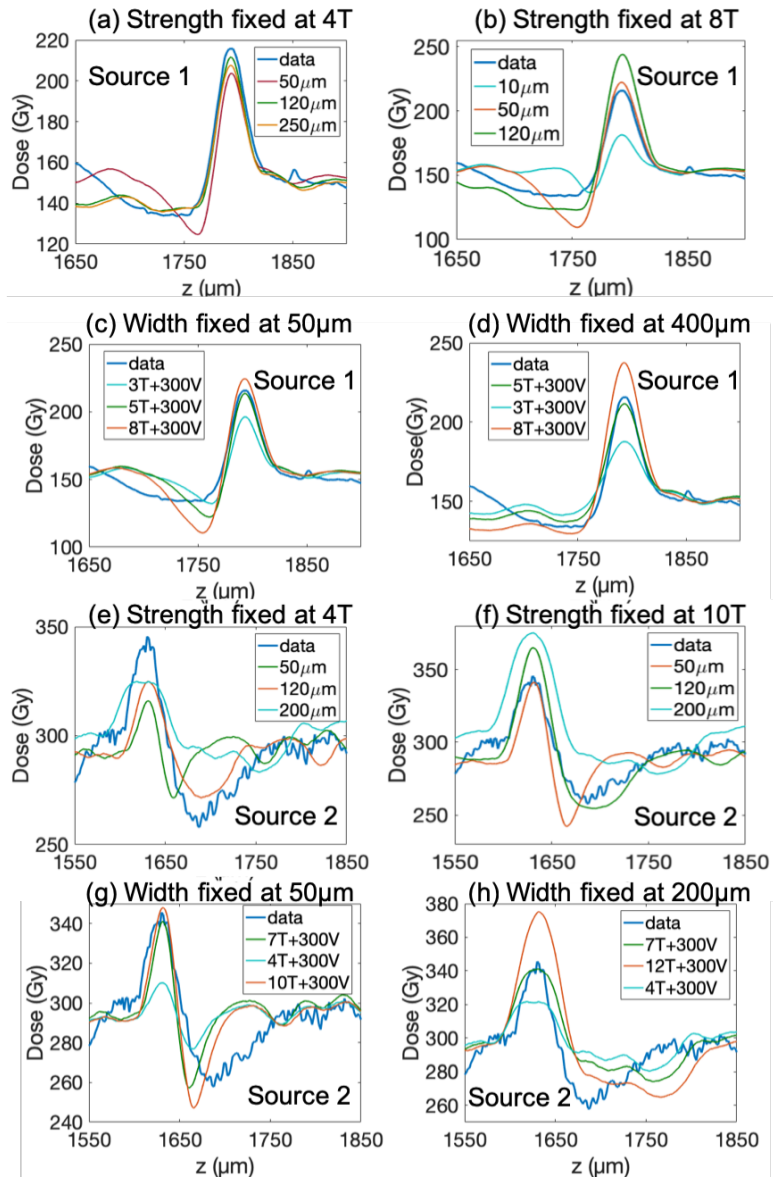 (a) Strength fixed at 4T
(b) Strength fixed at 8T
220
200
180
160
140
120
1650
1750
1850
z (μm)
Dose (Gy)
Source 1
data
50μm
120μm
250μm
250
200
150
100
1650
1750
1850
z (μm)
Dose (Gy)
Source 1
data
10μm
50μm
120μm
(c) Width fixed at 50μm
(d) Width fixed at 400μm
250
200
150
100
1650
1750
1850
z (μm)
Dose (Gy)
Source 1
data
3T+300V
5T+300V
8T+300V
250
200
150
1650
1750
1850
z (μm)
Dose(Gy)
Source 1
data
5T+300V
3T+300V
8T+300V
(e) Strength fixed at 4T
(f) Strength fixed at 10T
350
300
250
1550
1650
1750
1850
Dose (Gy)
Source 2
data
50μm
120μm
200μm
350
300
250
1550
1650
1750
1850
Dose (Gy)
Source 2
data
50μm
120μm
200μm
(g) Width fixed at 50μm
(h) Width fixed at 200μm
340
320
300
280
260
240
1550
1650
1750
1850
z (μm)
Dose (Gy)
Source 2
data
7T+300V
4T+300V
10T+300V
380
360
340
320
300
280
260
1550
1650
1750
1850
z (μm)
Dose (Gy)
Source 2
data
7T+300V
12T+300V
4T+300V